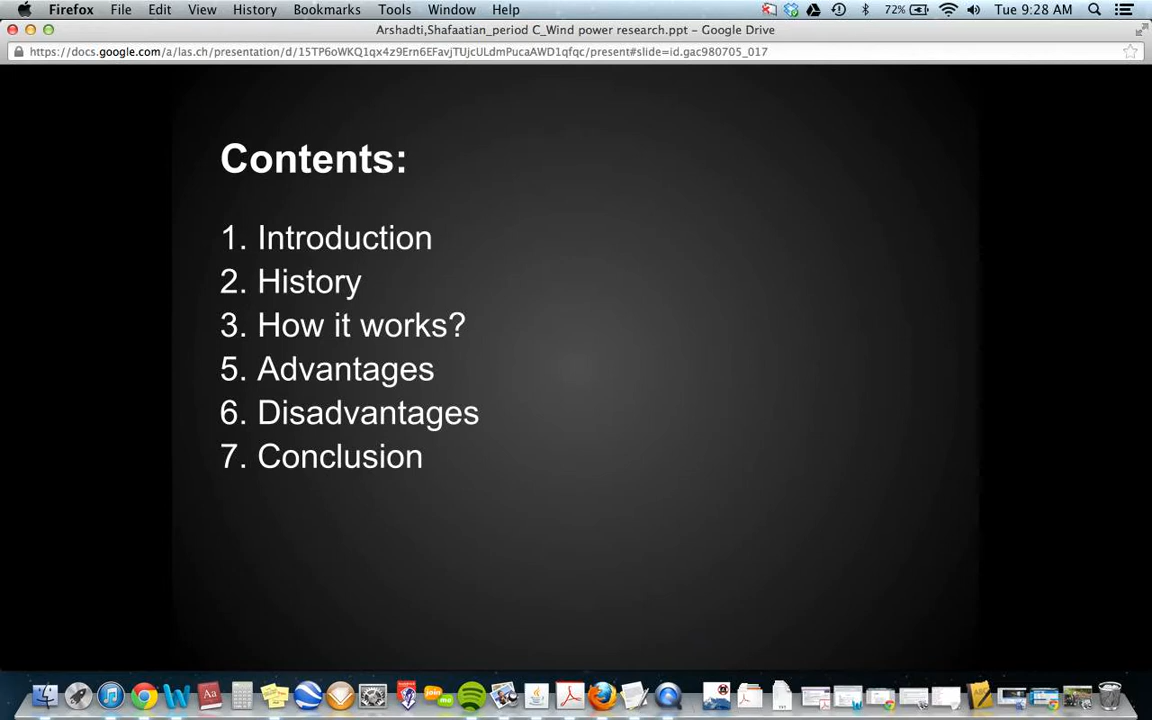 Firefox File Edit View History Bookmarks Tools Window Help 72% Tue 9:28 AM
Arshadti,Shafaatian_period C_Wind power research.ppt – Google Drive
https://docs.google.com/a/las.ch/presentation/d/15TP6oWKQ1qx4z9Ern6EFavjTUjcULdmPucaAWD1qfqc/present#slide=id.gac980705_017
Contents:
1. Introduction
2. History
3. How it works?
5. Advantages
6. Disadvantages
7. Conclusion